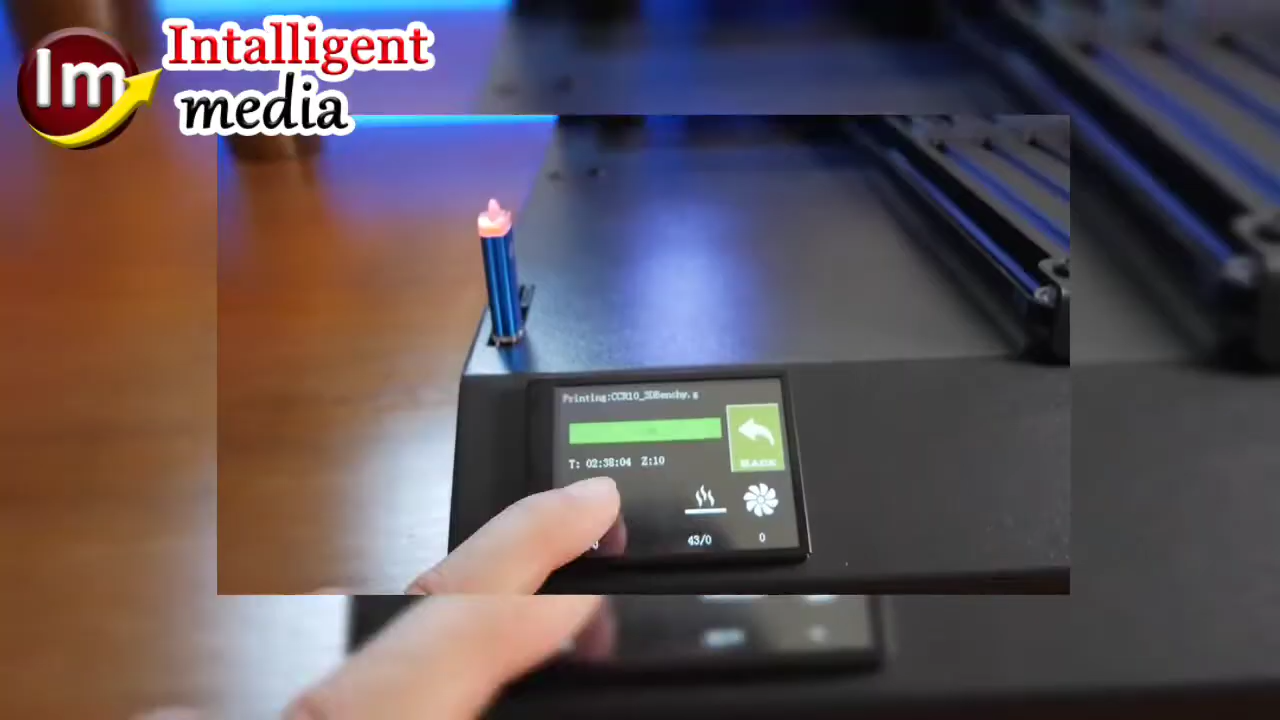 Im
Intalligent
media
Printing:CCR10_3DBenchy.g
BACK
T: 02:38:04 Z:10
43/0
0